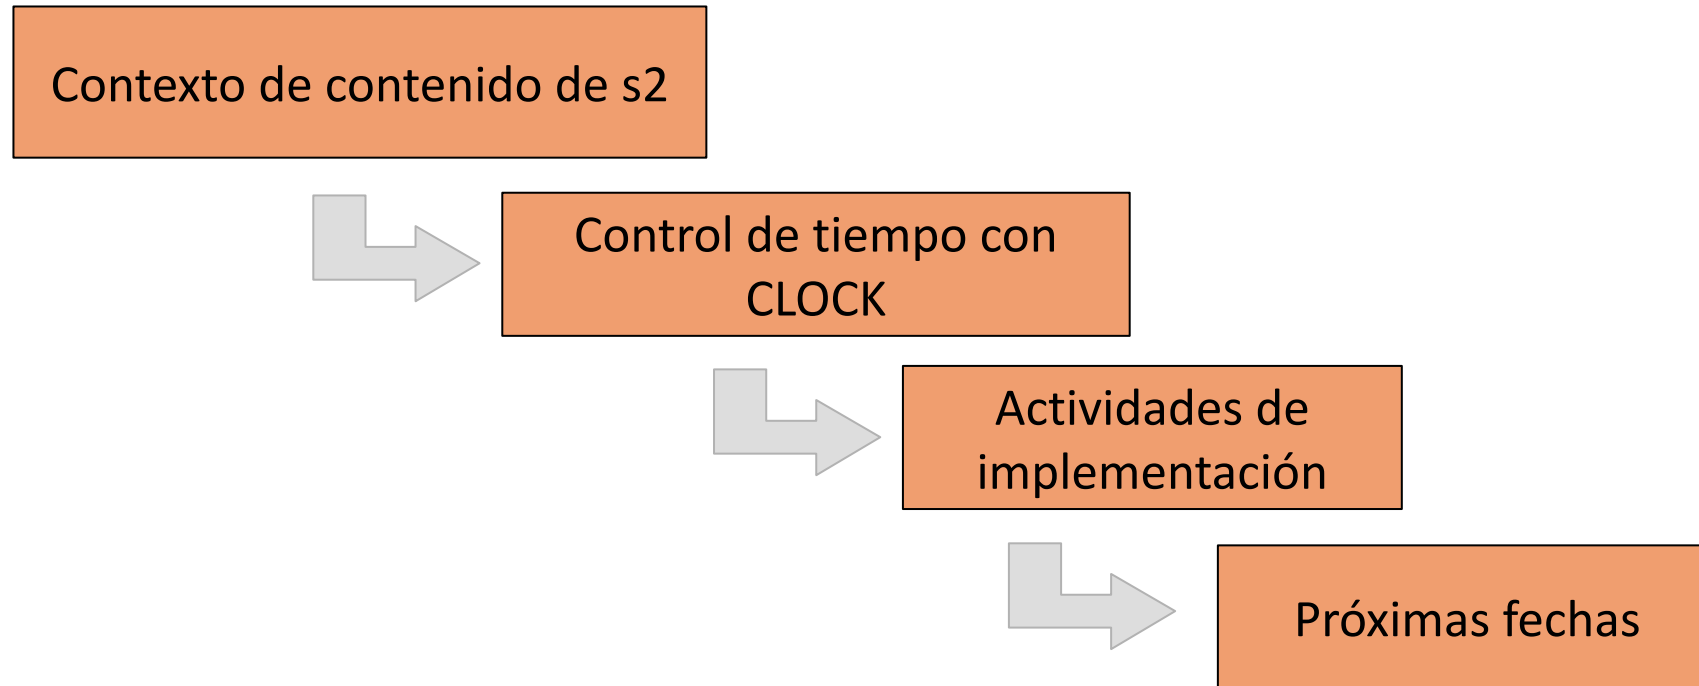 Contexto de contenido de s2
Control de tiempo con
CLOCK
Actividades de
implementación
Próximas fechas